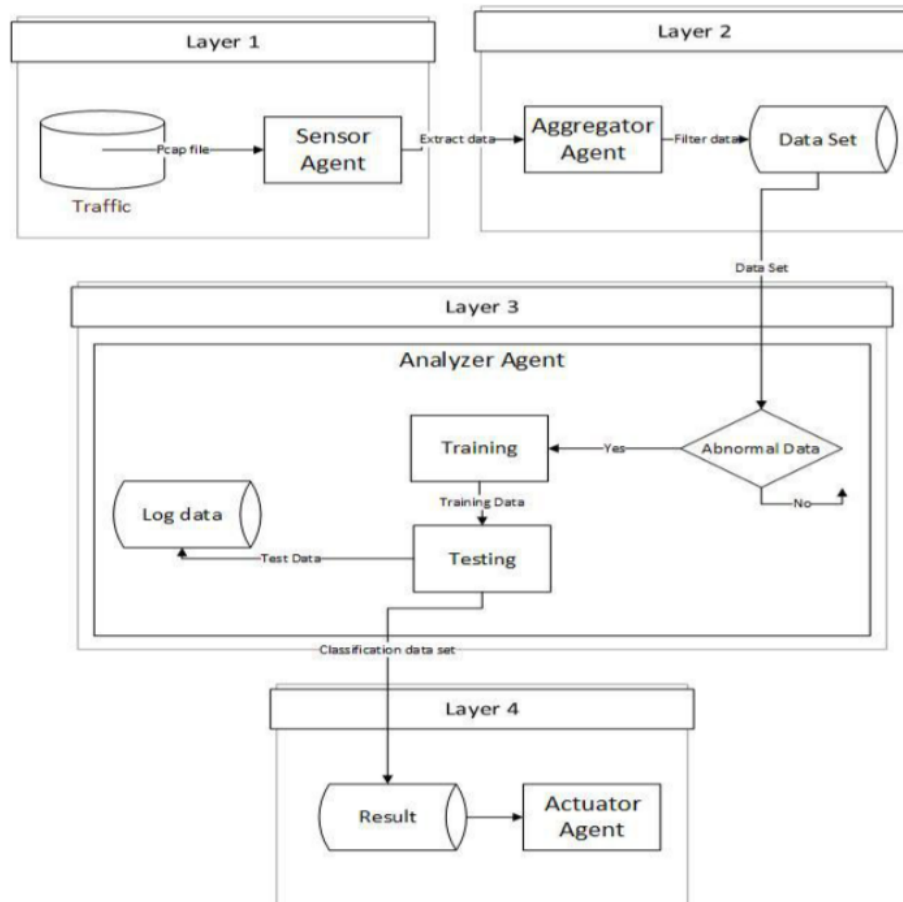 Layer 1
Layer 2
Traffic
Pcap file
Sensor
Agent
Extract data
Aggregator
Agent
Filter data
Data Set
Data Set
Layer 3
Analyzer Agent
Abnormal Data
Yes
No
Training
Training Data
Testing
Test Data
Log data
Classification data set
Layer 4
Result
Actuator
Agent